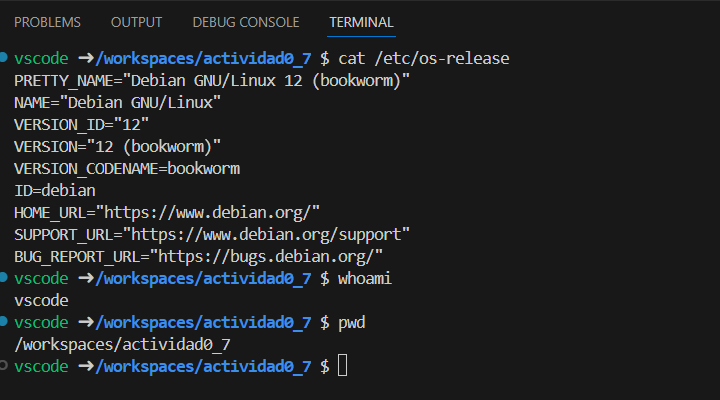 PROBLEMS OUTPUT DEBUG CONSOLE TERMINAL
vscode ➜ /workspaces/actividad0_7 $ cat /etc/os-release
PRETTY_NAME="Debian GNU/Linux 12 (bookworm)"
NAME="Debian GNU/Linux"
VERSION_ID="12"
VERSION="12 (bookworm)"
VERSION_CODENAME=bookworm
ID=debian
HOME_URL="https://www.debian.org/"
SUPPORT_URL="https://www.debian.org/support"
BUG_REPORT_URL="https://bugs.debian.org/"
vscode ➜ /workspaces/actividad0_7 $ whoami
vscode
vscode ➜ /workspaces/actividad0_7 $ pwd
/workspaces/actividad0_7
vscode ➜ /workspaces/actividad0_7 $